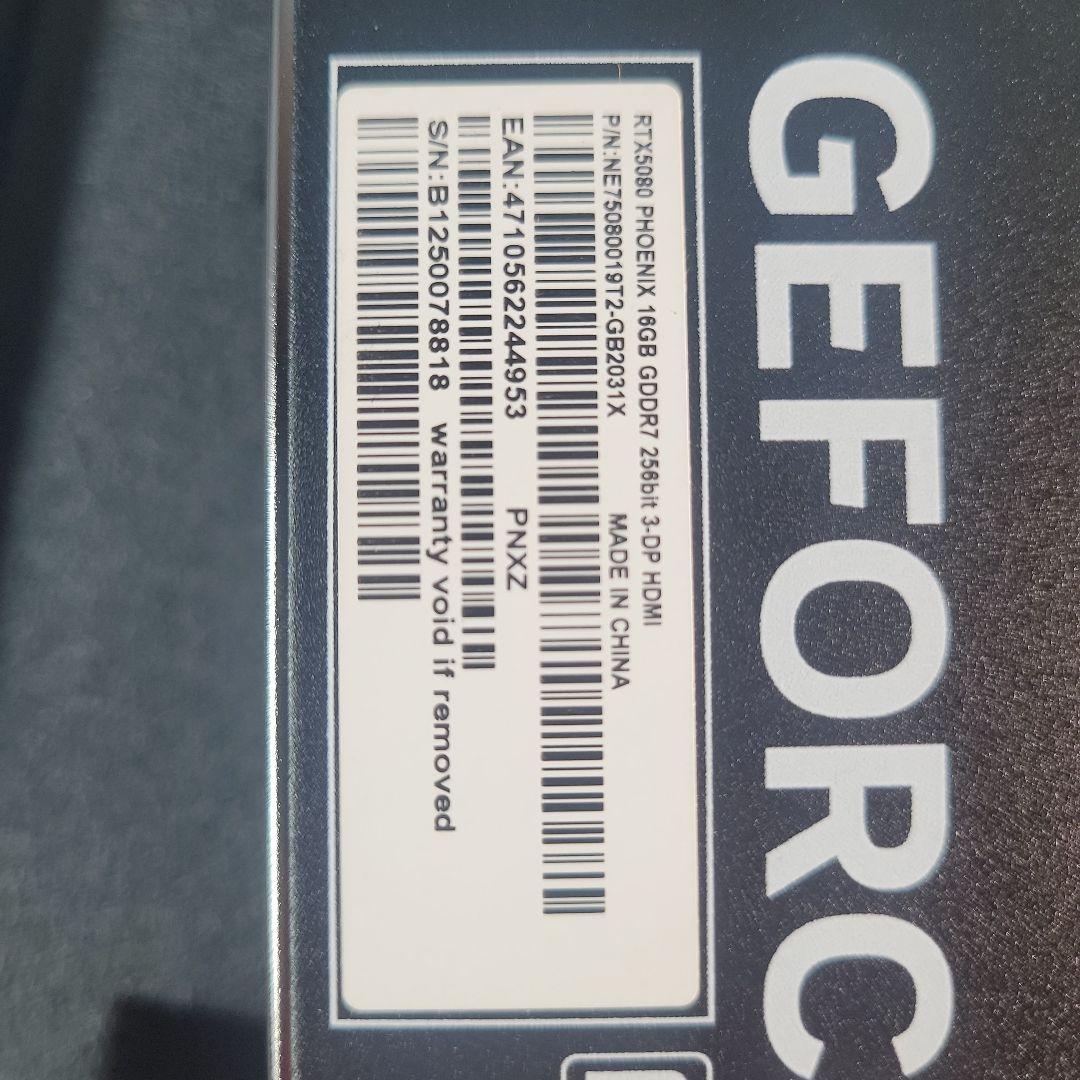 GEFORC
RTX5080 PHOENIX 16GB GDDR7 256bit 3-DP HDMI
P/N:NE75080019T2-GB2031X MADE IN CHINA
EAN:4710562244953 PNXZ
S/N:B1250078818 warranty void if removed